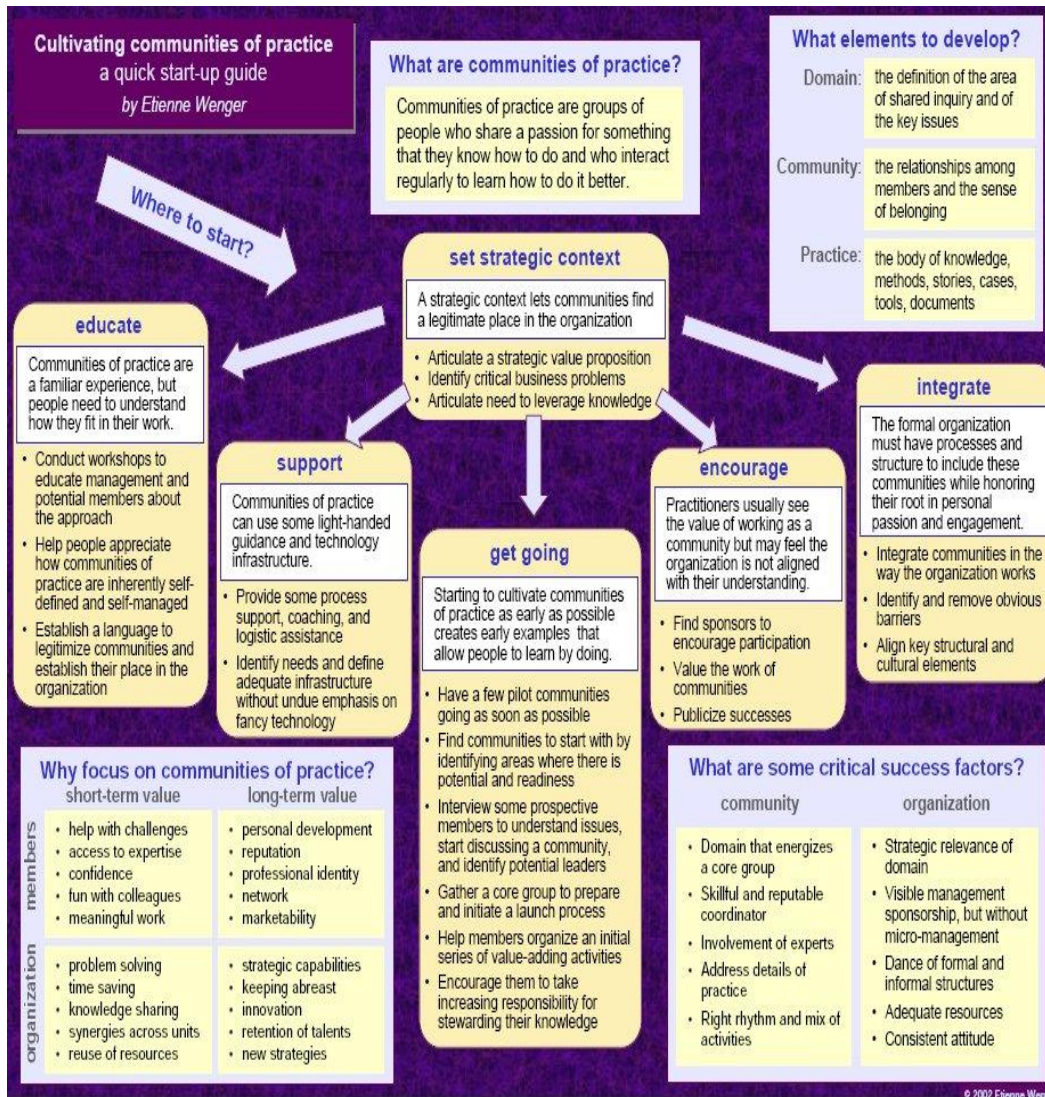 Cultivating communities of practice
a quick start-up guide
by Etienne Wenger
What are communities of practice?
Communities of practice are groups of
people who share a passion for something
that they know how to do and who interact
regularly to learn how to do it better.
What elements to develop?
Domain: the definition of the area
of shared inquiry and of
the key issues
Community: the relationships among
members and the sense
of belonging
Practice: the body of knowledge,
methods, stories, cases,
tools, documents
Where to start?
set strategic context
A strategic context lets communities find
a legitimate place in the organization
• Articulate a strategic value proposition
• Identify critical business problems
• Articulate need to leverage knowledge
educate
Communities of practice are
a familiar experience, but
people need to understand
how they fit in their work.
• Conduct workshops to
educate management and
potential members about
the approach
• Help people appreciate
how communities of
practice are inherently self-
defined and self-managed
• Establish a language to
legitimize communities and
establish their place in the
organization
support
Communities of practice
can use some light-handed
guidance and technology
infrastructure.
• Provide some process
support, coaching, and
logistic assistance
• Identify needs and define
adequate infrastructure
without undue emphasis on
fancy technology
get going
Starting to cultivate communities
of practice as early as possible
creates early examples that
allow people to learn by doing.
• Have a few pilot communities
going as soon as possible
• Find communities to start with by
identifying areas where there is
potential and readiness
• Interview some prospective
members to understand issues,
start discussing a community,
and identify potential leaders
• Gather a core group to prepare
and initiate a launch process
• Help members organize an initial
series of value-adding activities
• Encourage them to take
increasing responsibility for
stewarding their knowledge
encourage
Practitioners usually see
the value of working as a
community but may feel the
organization is not aligned
with their understanding.
• Find sponsors to
encourage participation
• Value the work of
communities
• Publicize successes
integrate
The formal organization
must have processes and
structure to include these
communities while honoring
their root in personal
passion and engagement.
• Integrate communities in the
way the organization works
• Identify and remove obvious
barriers
• Align key structural and
cultural elements
Why focus on communities of practice?
short-term value long-term value
members
• help with challenges
• access to expertise
• confidence
• fun with colleagues
• meaningful work
• personal development
• reputation
• professional identity
• network
• marketability
organization
• problem solving
• time saving
• knowledge sharing
• synergies across units
• reuse of resources
• strategic capabilities
• keeping abreast
• innovation
• retention of talents
• new strategies
What are some critical success factors?
community organization
• Domain that energizes
a core group
• Skillful and reputable
coordinator
• Involvement of experts
• Address details of
practice
• Right rhythm and mix of
activities
• Strategic relevance of
domain
• Visible management
sponsorship, but without
micro-management
• Dance of formal and
informal structures
• Adequate resources
• Consistent attitude
© 2002 Etienne Wen